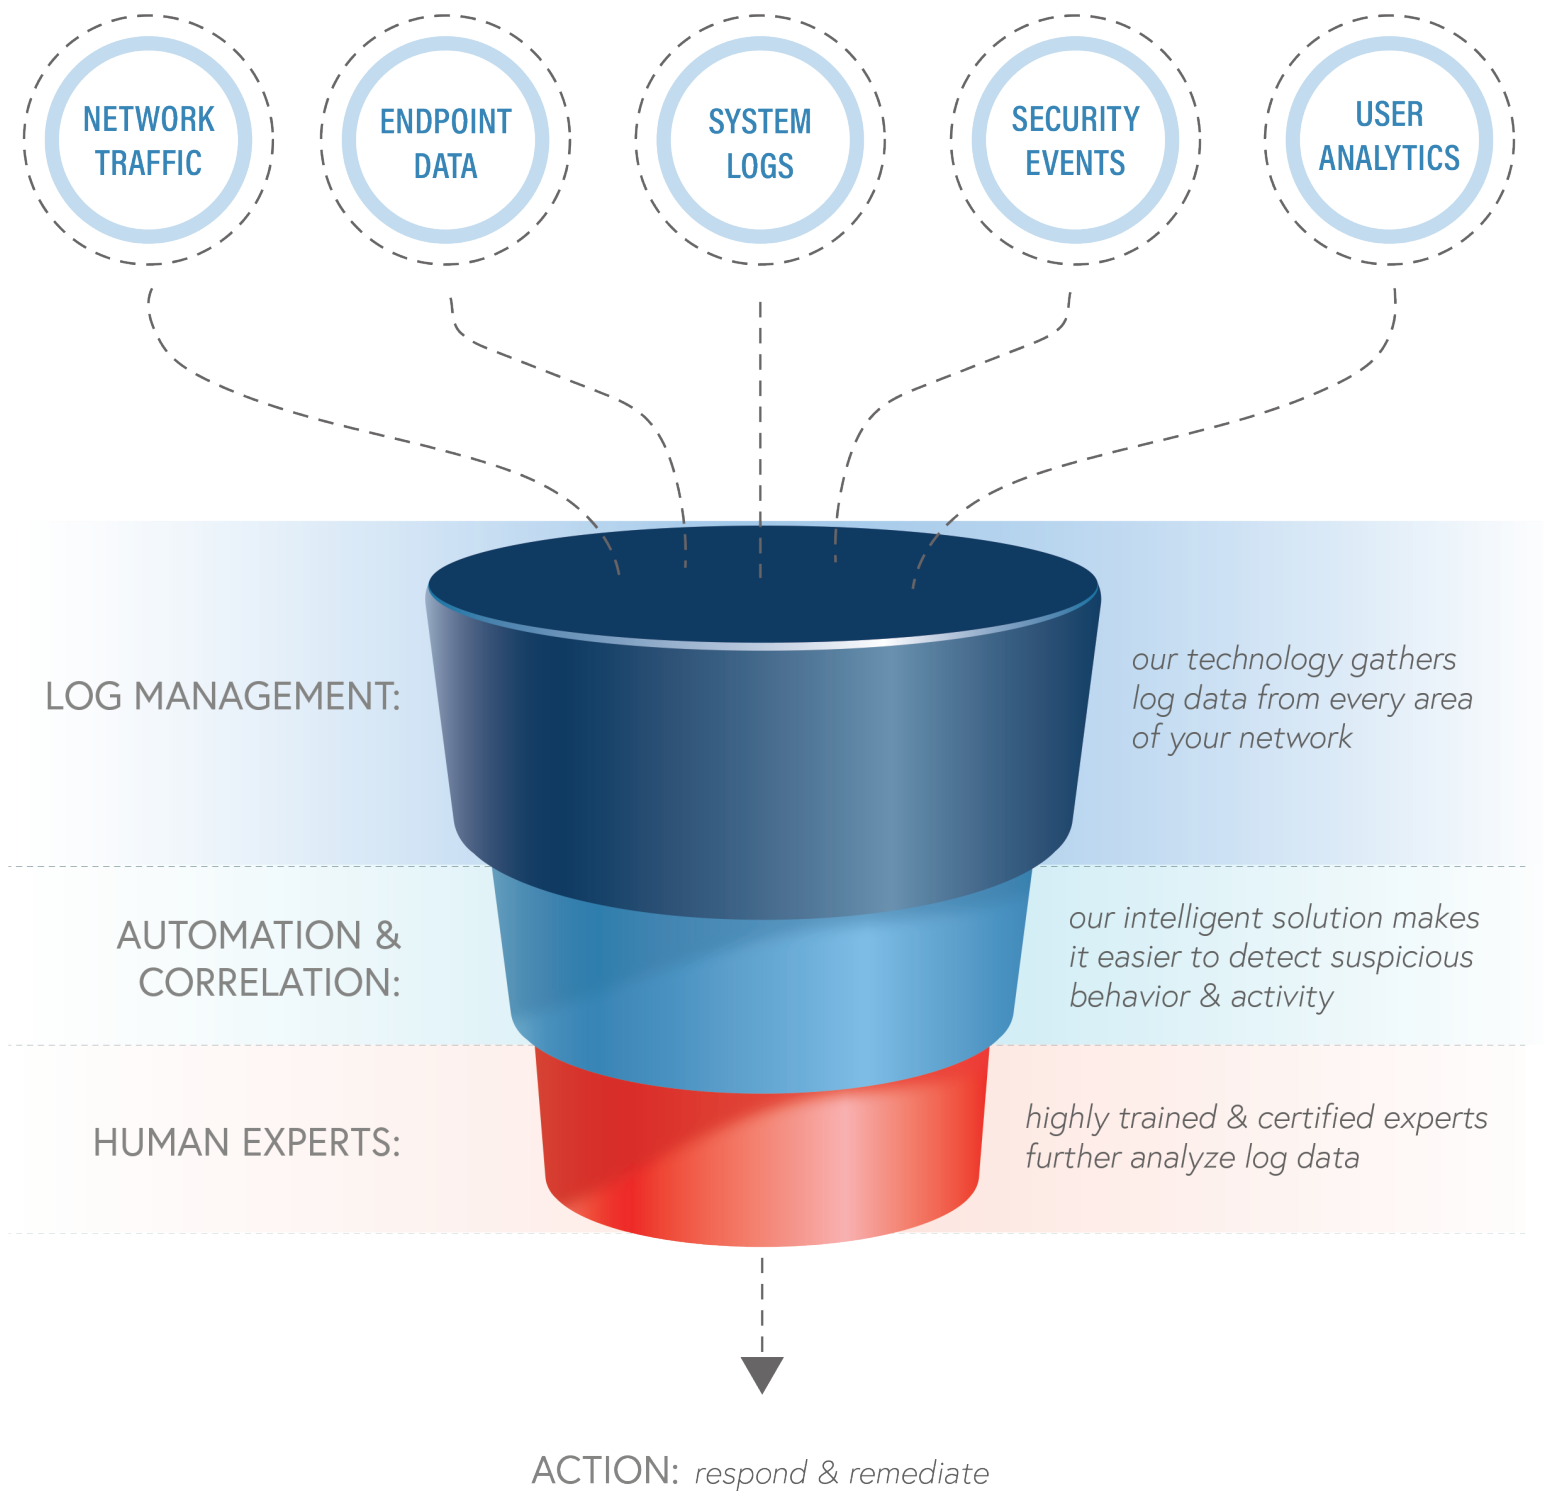 NETWORK
TRAFFIC
ENDPOINT
DATA
SYSTEM
LOGS
SECURITY
EVENTS
USER
ANALYTICS
LOG MANAGEMENT:
our technology gathers
log data from every area
of your network
AUTOMATION &
CORRELATION:
our intelligent solution makes
it easier to detect suspicious
behavior & activity
HUMAN EXPERTS:
highly trained & certified experts
further analyze log data
ACTION: respond & remediate